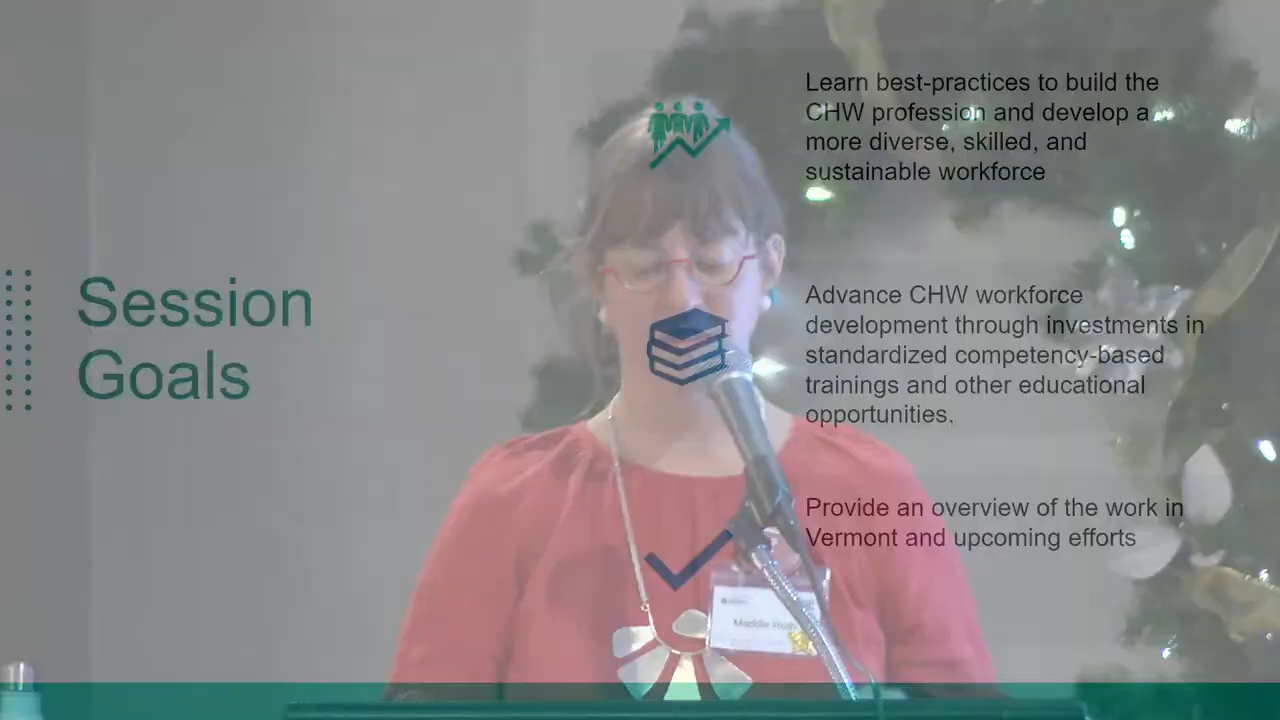 Session
Goals
Learn best-practices to build the
CHW profession and develop a
more diverse, skilled, and
sustainable workforce
Advance CHW workforce
development through investments in
standardized competency-based
trainings and other educational
opportunities.
Provide an overview of the work in
Vermont and upcoming efforts
Maddie